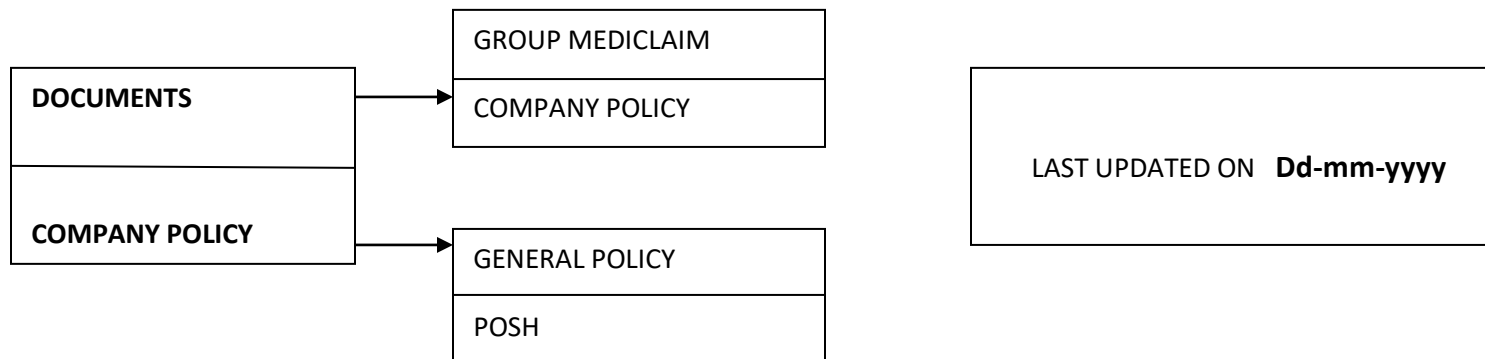 DOCUMENTS
COMPANY POLICY
GROUP MEDICLAIM
COMPANY POLICY
GENERAL POLICY
POSH
LAST UPDATED ON Dd-mm-yyyy